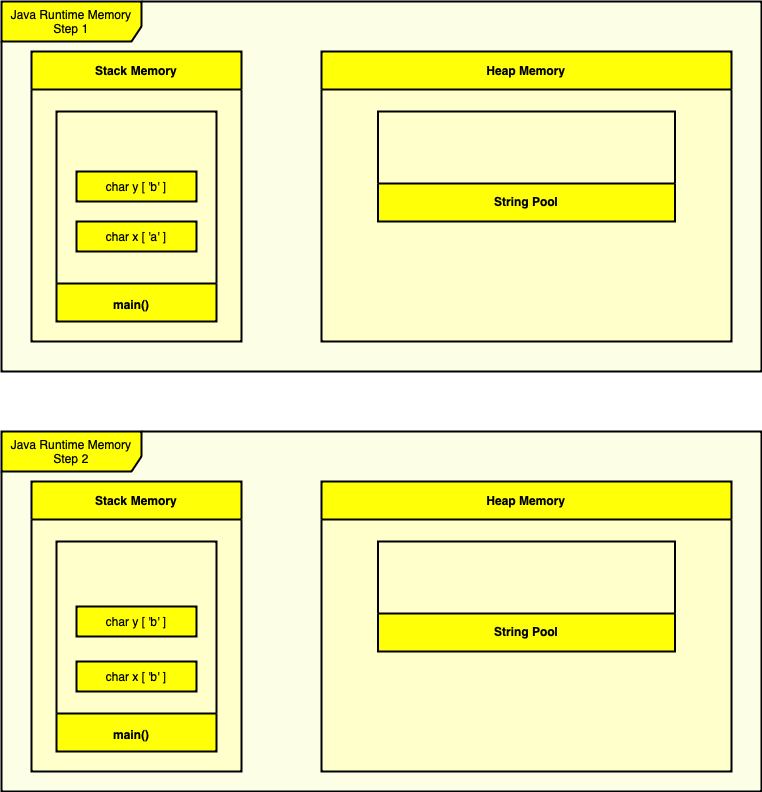 Java Runtime Memory
Step 1
Stack Memory
Heap Memory
char y [ 'b' ]
String Pool
char x [ 'a' ]
main()
Java Runtime Memory
Step 2
Stack Memory
Heap Memory
char y [ 'b' ]
String Pool
char x [ 'b' ]
main()